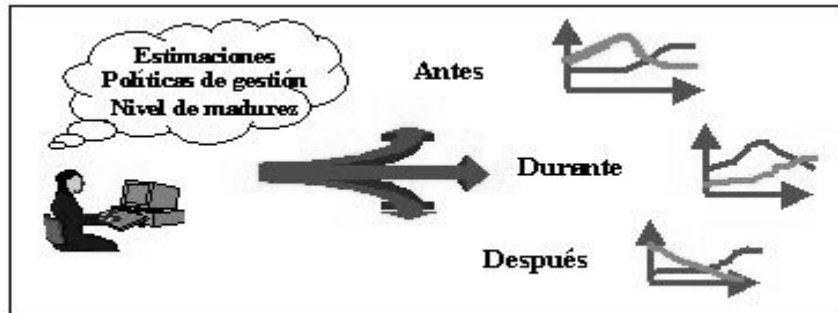 Estimaciones
Políticas de gestión
Nivel de madurez
Antes
Durante
Después